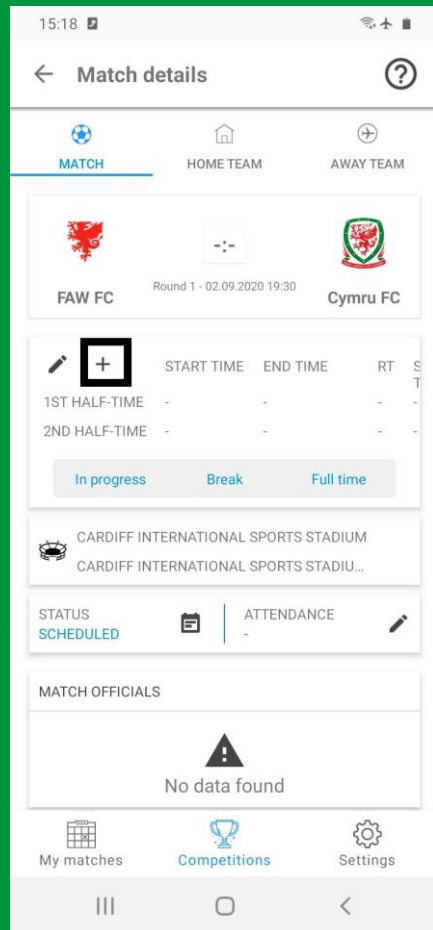 15:18
Match details
MATCH HOME TEAM AWAY TEAM
-:-
Round 1 - 02.09.2020 19:30
FAW FC Cymru FC
+ START TIME END TIME RT S
T
1ST HALF-TIME - - - -
2ND HALF-TIME - - - -
In progress Break Full time
CARDIFF INTERNATIONAL SPORTS STADIUM
CARDIFF INTERNATIONAL SPORTS STADIU...
STATUS ATTENDANCE
SCHEDULED -
MATCH OFFICIALS
No data found
My matches Competitions Settings